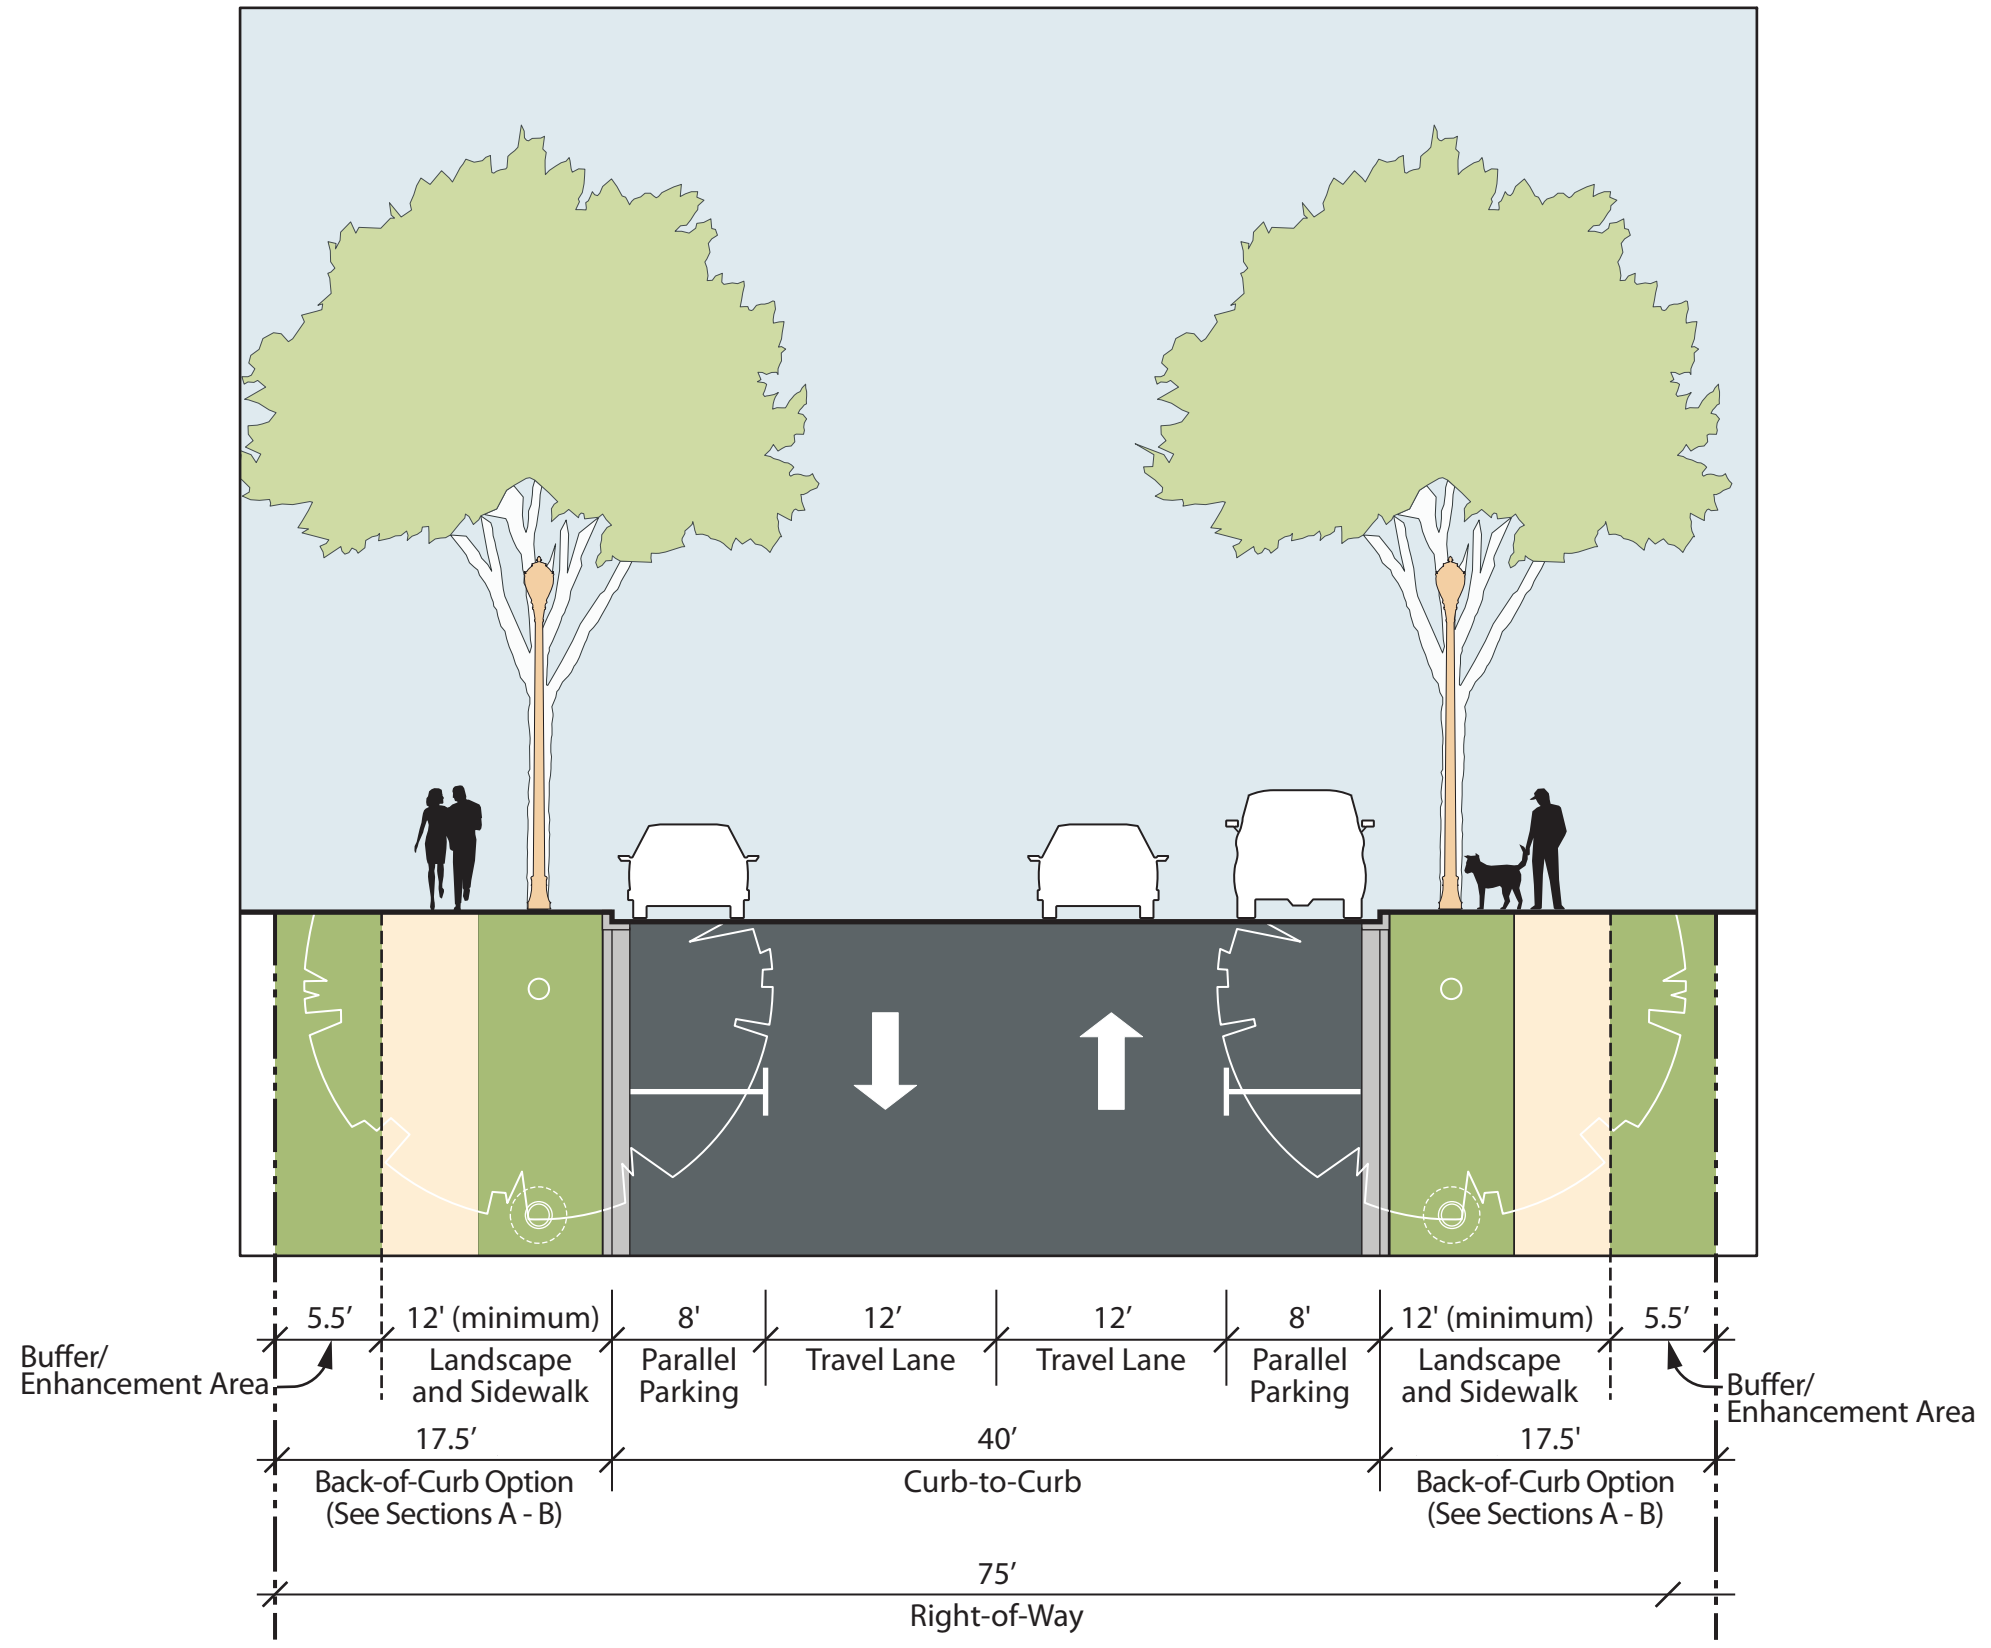 5.5’ 12' (minimum) 8' 12’ 12’ 8' 12' (minimum) 5.5’
Buffer/
Enhancement Area
Landscape
and Sidewalk
Parallel
Parking
Travel Lane
Travel Lane
Parallel
Parking
Landscape
and Sidewalk
Buffer/
Enhancement Area
17.5’ 40’ 17.5'
Back-of-Curb Option
(See Sections A - B)
Curb-to-Curb
Back-of-Curb Option
(See Sections A - B)
75’
Right-of-Way